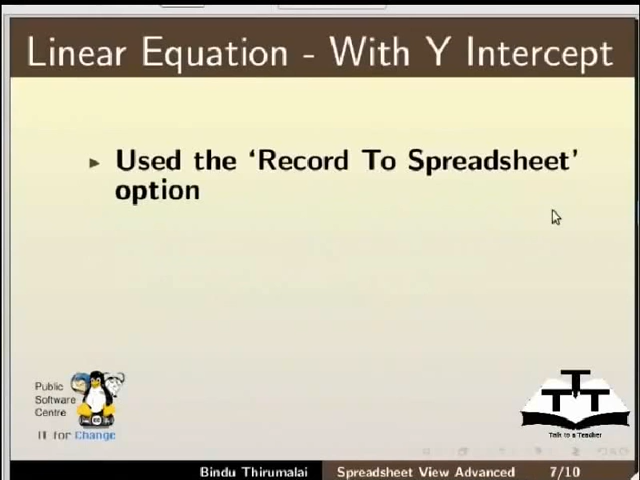 Linear Equation - With Y Intercept
Used the ‘Record To Spreadsheet’
option
Public
Software
Centre
IT for Change
TTT
Talk to a Teacher
Bindu Thirumalai Spreadsheet View Advanced 7/10